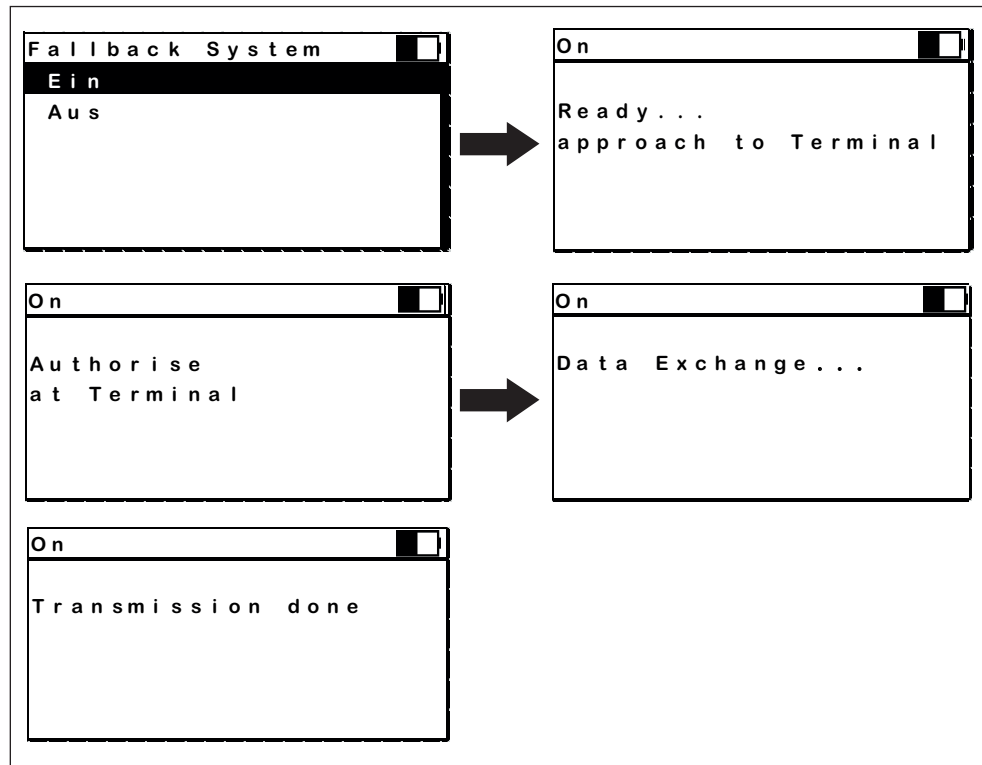 Fallback System
Ein
Aus
On
Ready...
approach to Terminal
On
Authorise
at Terminal
On
Data Exchange...
On
Transmission done